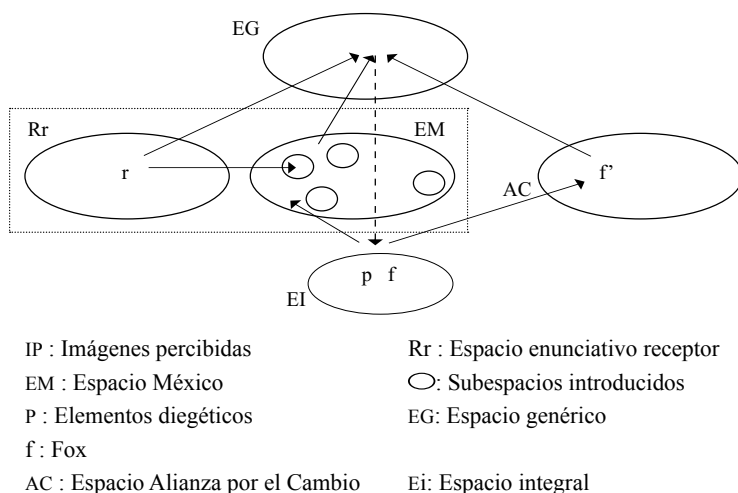 EG
Rr
EM
r
AC
f’
p f
EI
IP : Imágenes percibidas
Rr : Espacio enunciativo receptor
EM : Espacio México
: Subespacios introducidos
P : Elementos diegéticos
EG: Espacio genérico
f : Fox
AC : Espacio Alianza por el Cambio
Ei: Espacio integral